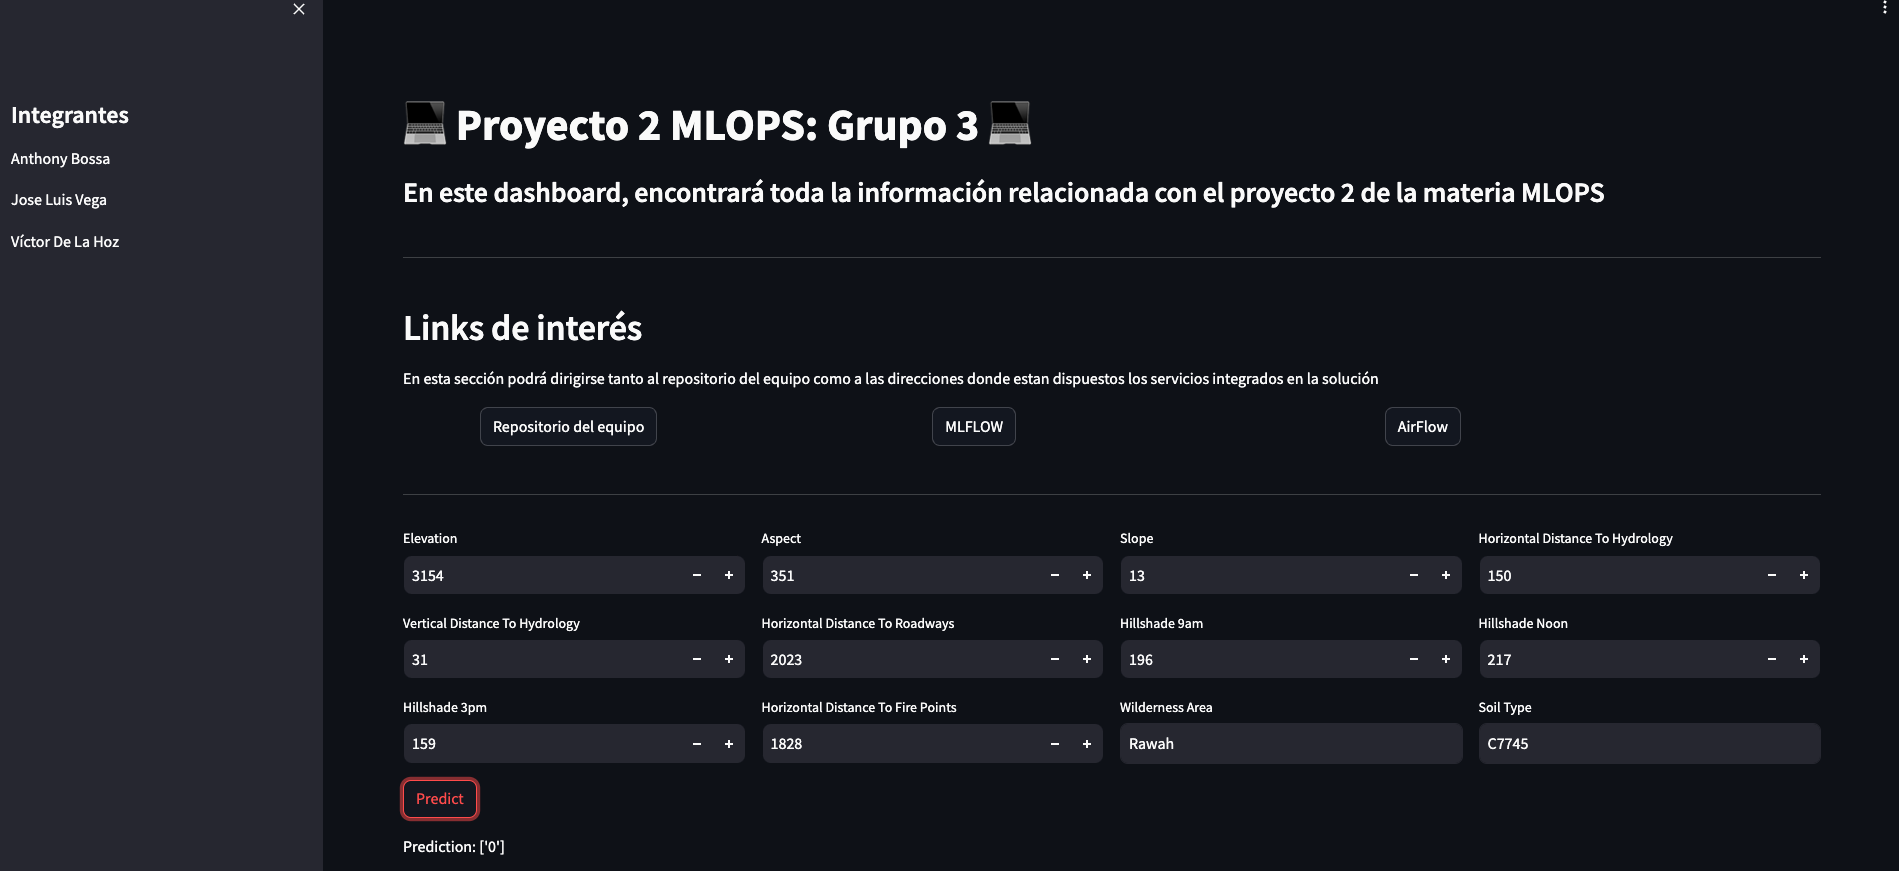 Integrantes
Anthony Bossa
Jose Luis Vega
Víctor De La Hoz
Proyecto 2 MLOPS: Grupo 3
En este dashboard, encontrará toda la información relacionada con el proyecto 2 de la materia MLOPS
Links de interés
En esta sección podrá dirigirse tanto al repositorio del equipo como a las direcciones donde estan dispuestos los servicios integrados en la solución
Repositorio del equipo MLFLOW AirFlow
Elevation Aspect Slope Horizontal Distance To Hydrology
3154 − + 351 − + 13 − + 150 − +
Vertical Distance To Hydrology Horizontal Distance To Roadways Hillshade 9am Hillshade Noon
31 − + 2023 − + 196 − + 217 − +
Hillshade 3pm Horizontal Distance To Fire Points Wilderness Area Soil Type
159 − + 1828 − + Rawah C7745
Predict
Prediction: ['0']